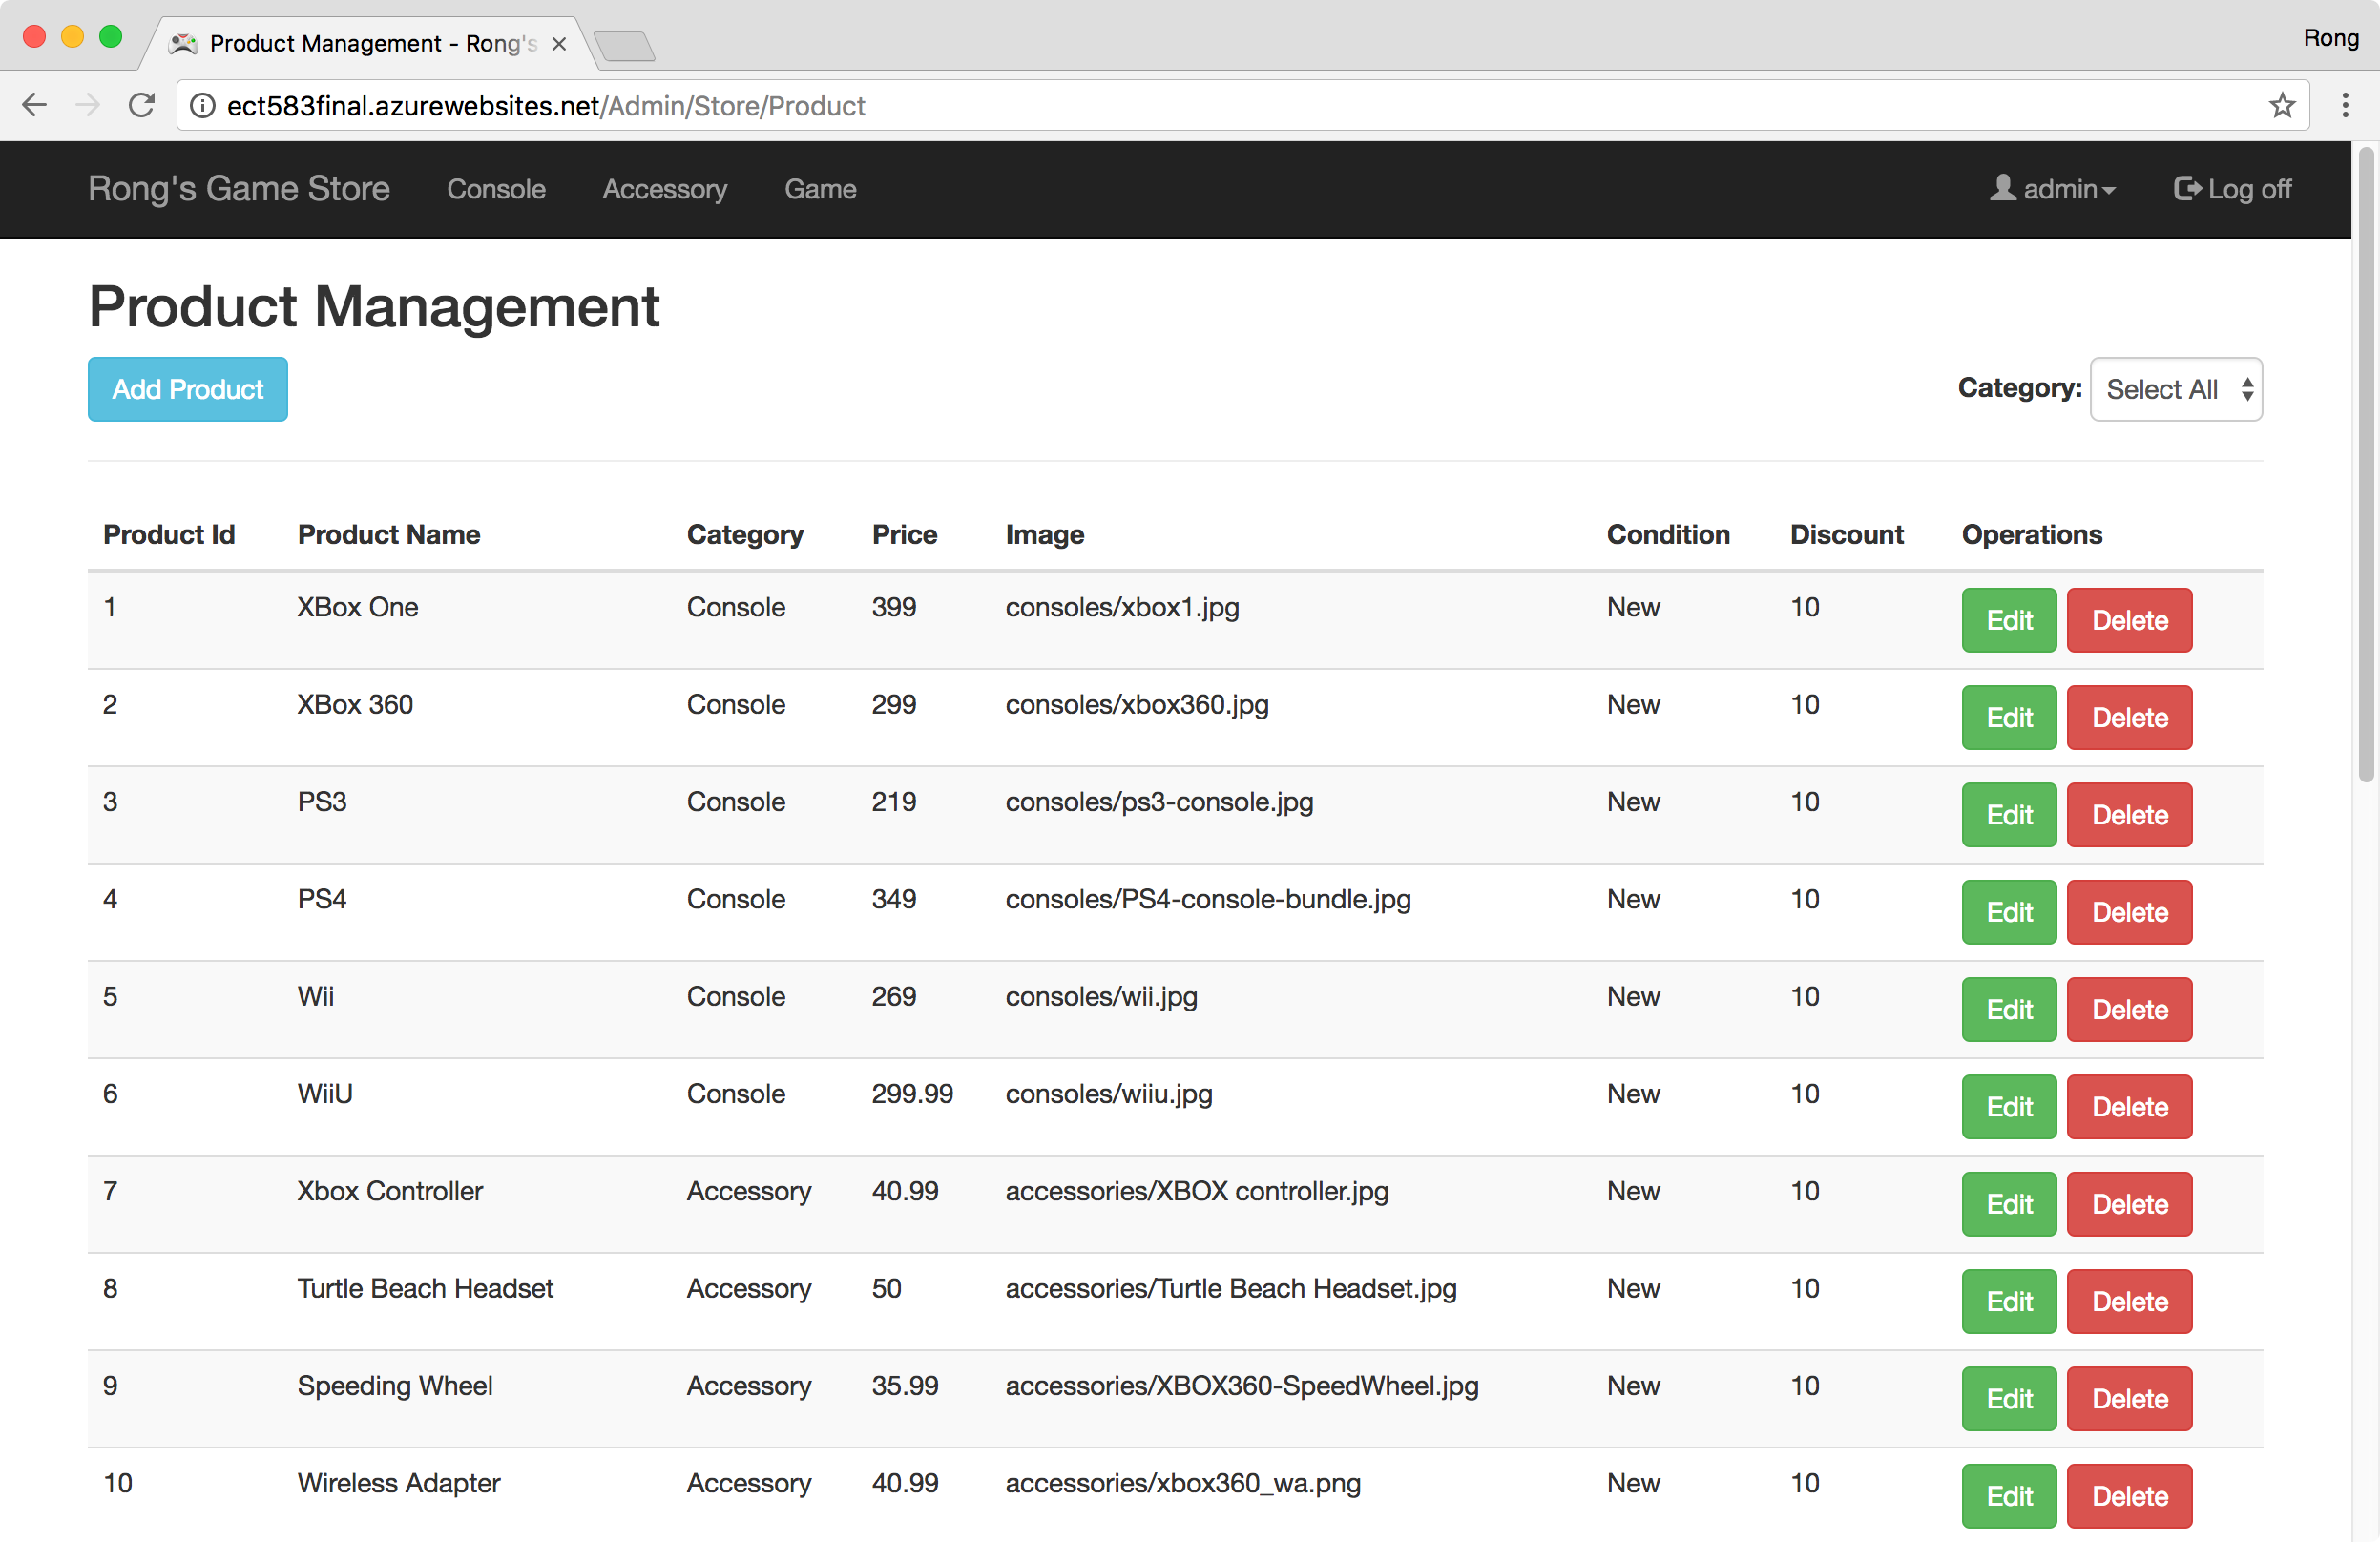 Product Management - Rong's
Rong
ect583final.azurewebsites.net/Admin/Store/Product
Rong's Game Store Console Accessory Game admin Log off
Product Management
Add Product Category: Select All
Product Id Product Name Category Price Image Condition Discount Operations
1 XBox One Console 399 consoles/xbox1.jpg New 10 Edit Delete
2 XBox 360 Console 299 consoles/xbox360.jpg New 10 Edit Delete
3 PS3 Console 219 consoles/ps3-console.jpg New 10 Edit Delete
4 PS4 Console 349 consoles/PS4-console-bundle.jpg New 10 Edit Delete
5 Wii Console 269 consoles/wii.jpg New 10 Edit Delete
6 WiiU Console 299.99 consoles/wiiu.jpg New 10 Edit Delete
7 Xbox Controller Accessory 40.99 accessories/XBOX controller.jpg New 10 Edit Delete
8 Turtle Beach Headset Accessory 50 accessories/Turtle Beach Headset.jpg New 10 Edit Delete
9 Speeding Wheel Accessory 35.99 accessories/XBOX360-SpeedWheel.jpg New 10 Edit Delete
10 Wireless Adapter Accessory 40.99 accessories/xbox360_wa.png New 10 Edit Delete